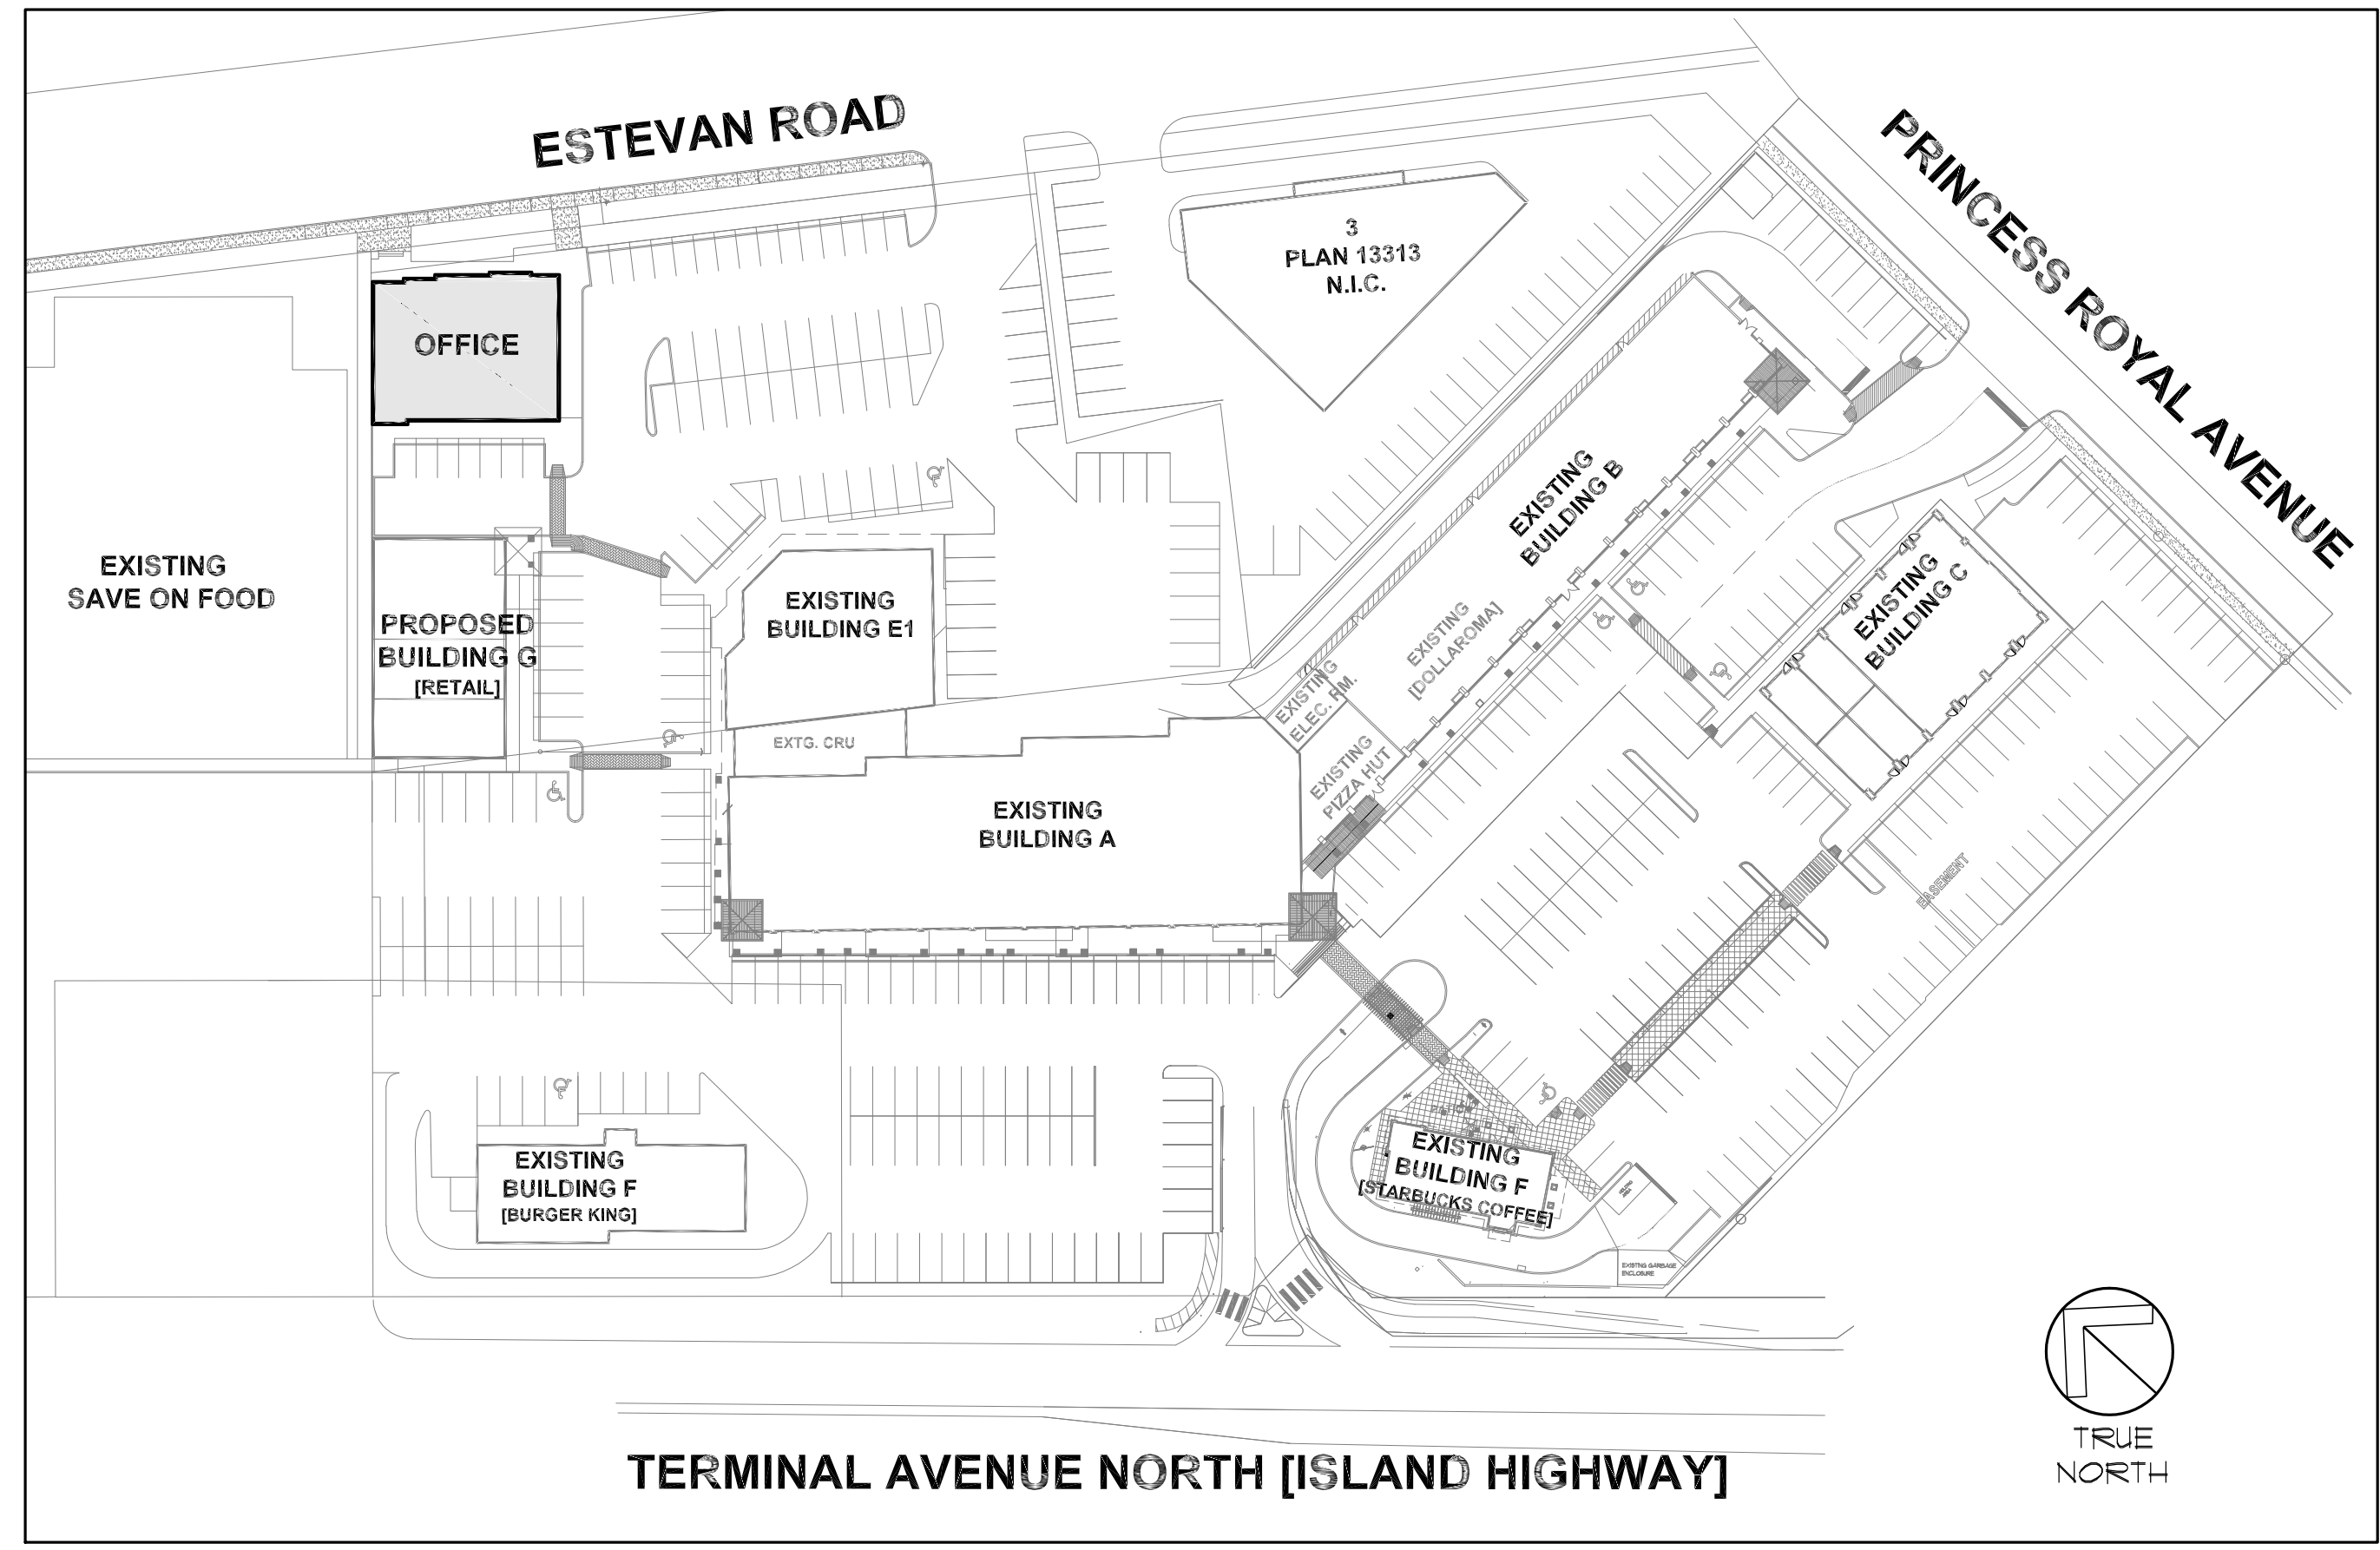 ESTEVAN ROAD
PRINCESS ROYAL AVENUE
3
PLAN 13313
N.I.C.
OFFICE
EXISTING
SAVE ON FOOD
PROPOSED
BUILDING G
[RETAIL]
EXISTING
BUILDING E1
EXTG. CRU
EXISTING
BUILDING A
EXISTING
BUILDING B
EXISTING
[DOLLAROMA]
EXISTING
ELEC. RM.
EXISTING
PIZZA HUT
EXISTING
BUILDING C
EASEMENT
EXISTING
BUILDING F
[BURGER KING]
PATIO
EXISTING
BUILDING F
[STARBUCKS COFFEE]
EXISTING GARBAGE
ENCLOSURE
TERMINAL AVENUE NORTH [ISLAND HIGHWAY]
TRUE
NORTH